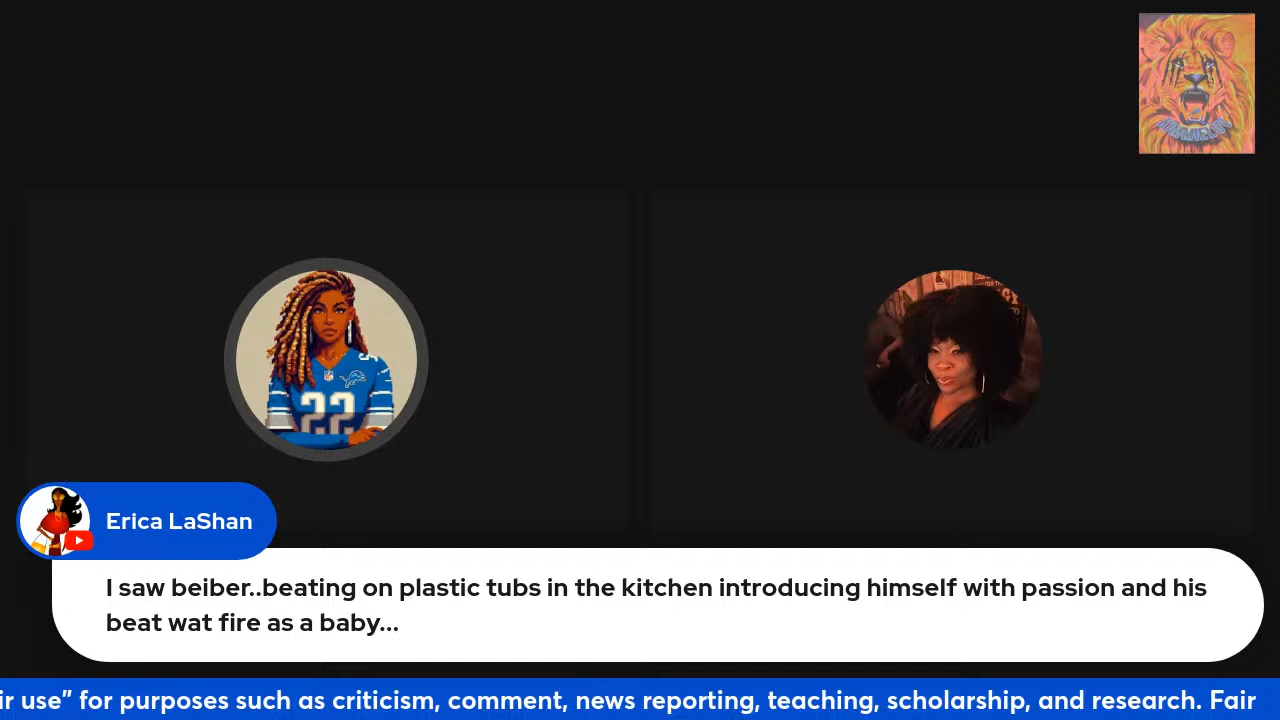 22
Erica LaShan
I saw beiber..beating on plastic tubs in the kitchen introducing himself with passion and his
beat wat fire as a baby...
ir use” for purposes such as criticism, comment, news reporting, teaching, scholarship, and research. Fair